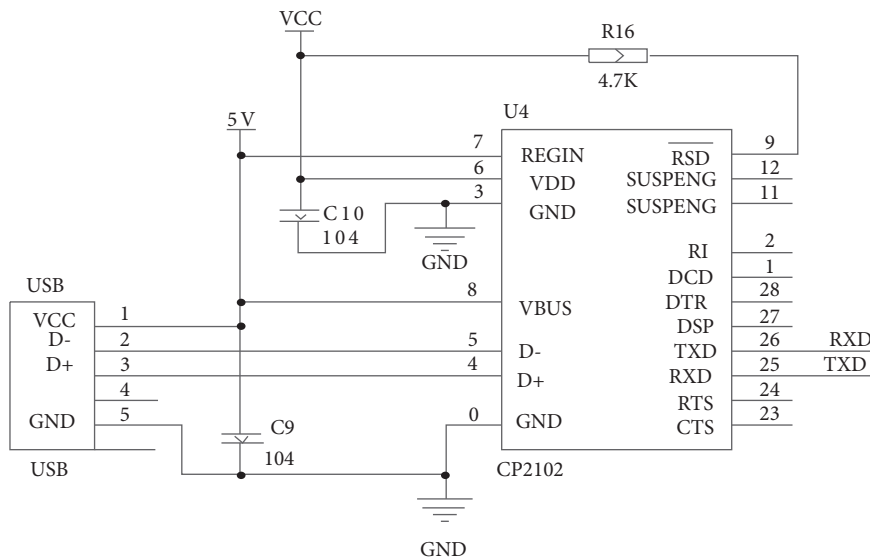 VCC
R16
4.7K
U4
5 V
7
REGIN
RSD
9
6
VDD
SUSPENG
12
3
GND
SUSPENG
11
C10
104
GND
RI
2
DCD
1
USB
8
VBUS
DTR
28
VCC
1
DSP
27
D-
2
5
D-
TXD
26
RXD
D+
3
4
D+
RXD
25
TXD
4
RTS
24
GND
5
0
GND
CTS
23
C9
104
USB
CP2102
GND